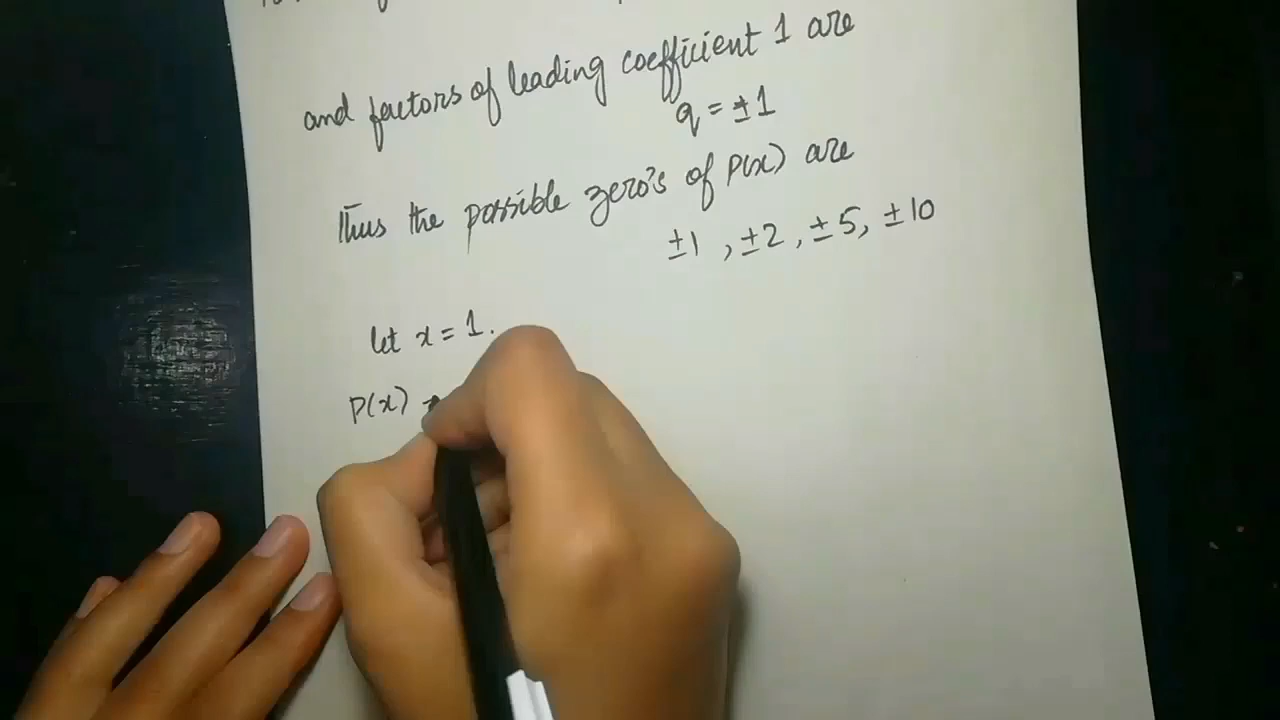 and factors of leading coefficient 1 are
q = ±1
Thus the possible zero's of P(x) are
±1 , ±2 , ±5, ±10
let x = 1.
P(x)